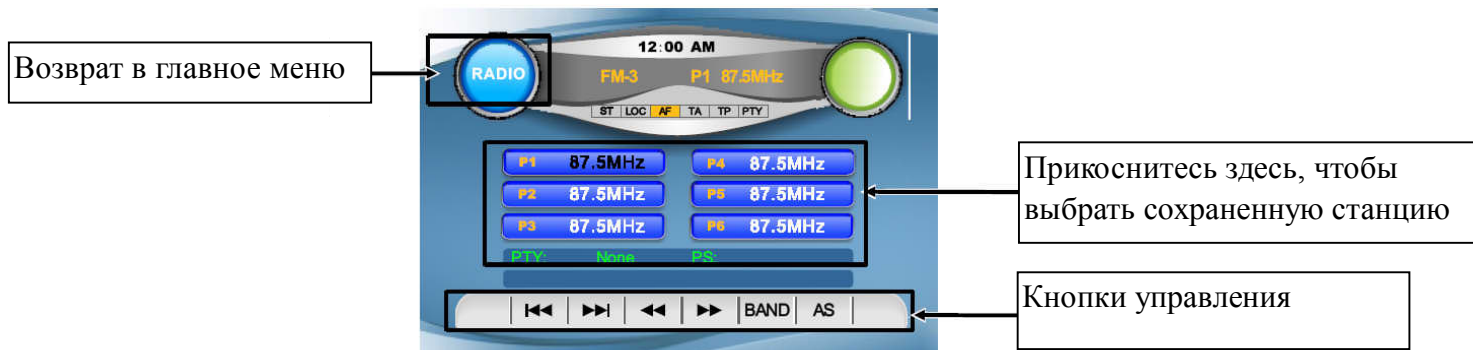 Возврат в главное меню
12:00 AM
RADIO
FM-3 P1 87.5MHz
ST LOC AF TA TP PTY
P1 87.5MHz P4 87.5MHz
P2 87.5MHz P5 87.5MHz
P3 87.5MHz P6 87.5MHz
PTY: None PS:
Прикоснитесь здесь, чтобы
выбрать сохраненную станцию
BAND AS
Кнопки управления